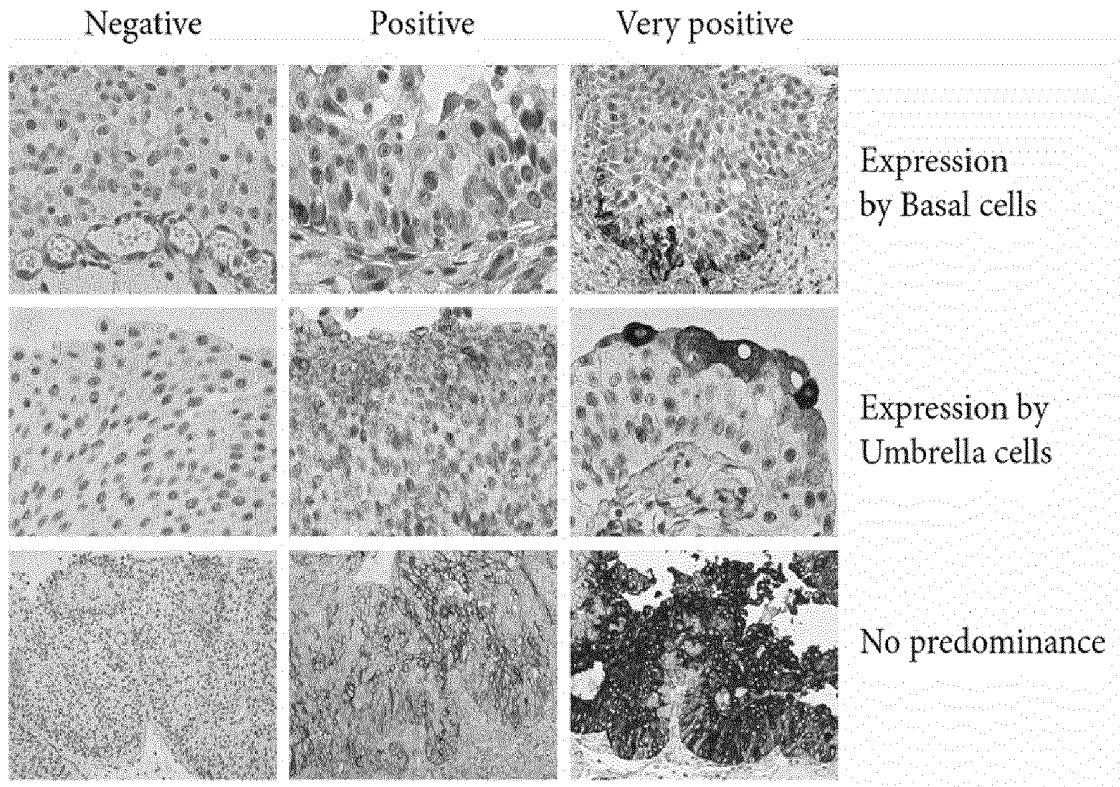 Negative
Positive
Very positive
Expression
by Basal cells
Expression by
Umbrella cells
No predominance